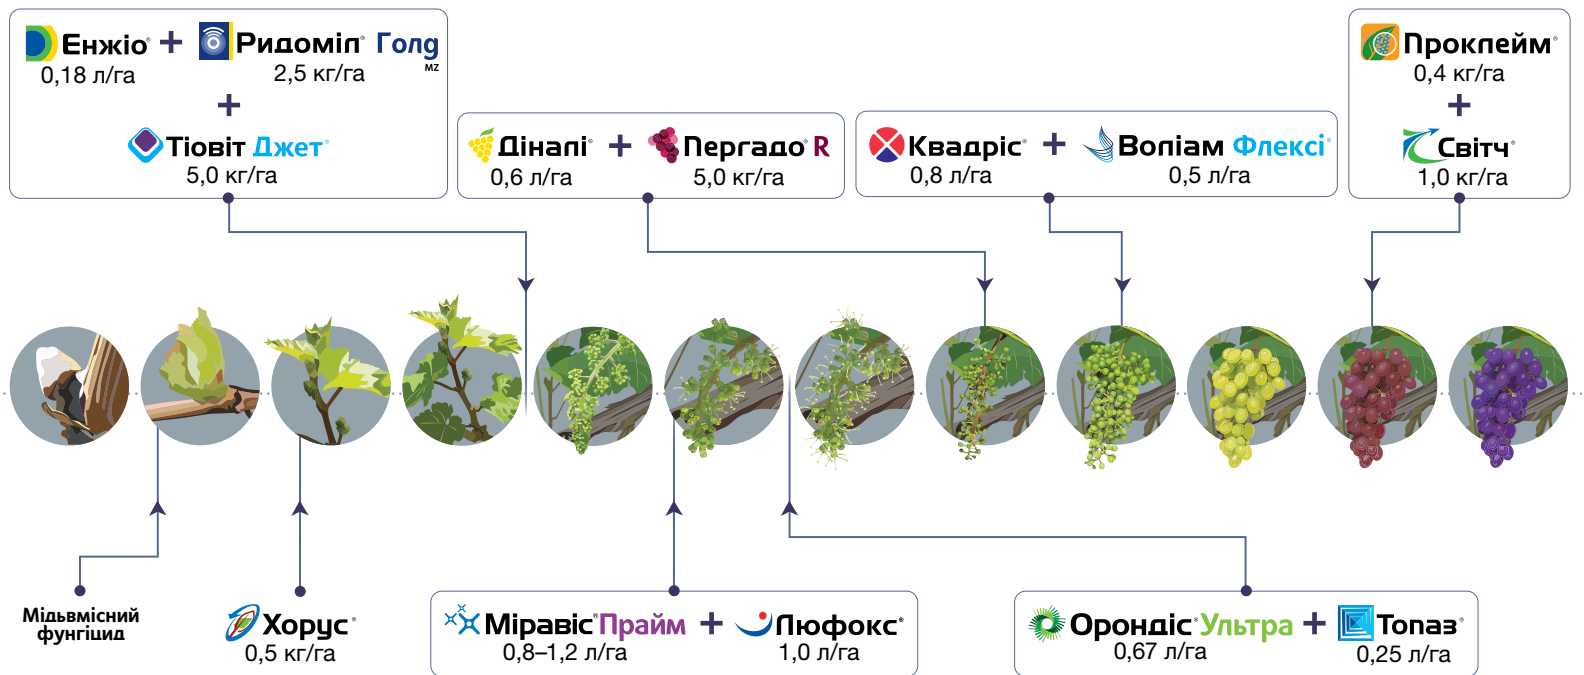 Енжіо® + Ридоміл® Голд MZ
0,18 л/га 2,5 кг/га
+
Тіовіт Джет®
5,0 кг/га
Діналі® + Пергадо® R
0,6 л/га 5,0 кг/га
Квадріс® + Воліам Флексі®
0,8 л/га 0,5 л/га
Проклейм®
0,4 кг/га
+
Світч®
1,0 кг/га
Мідьвмісний
фунгіцид
Хорус®
0,5 кг/га
Міравіс® Прайм + Люфокс®
0,8–1,2 л/га 1,0 л/га
Орондіс® Ультра + Топаз®
0,67 л/га 0,25 л/га